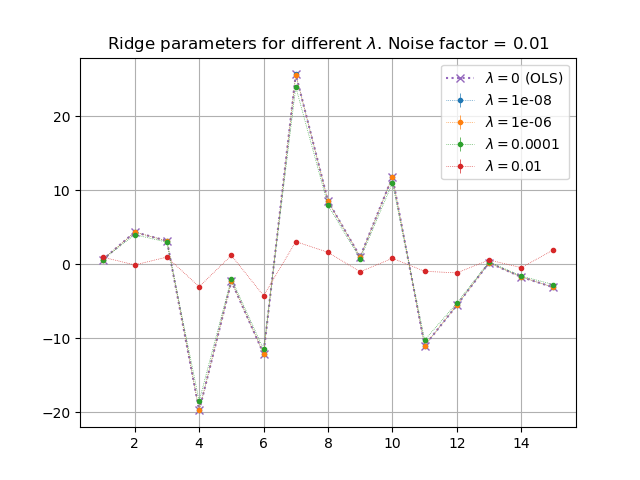 Ridge parameters for different λ. Noise factor = 0.01
λ = 0 (OLS)
λ = 1e-08
λ = 1e-06
λ = 0.0001
λ = 0.01
20
10
0
−10
−20
2 4 6 8 10 12 14